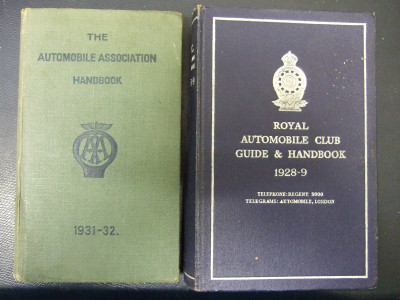 THE
AUTOMOBILE ASSOCIATION
HANDBOOK
AA
1931-32.
ROYAL
AUTOMOBILE CLUB
GUIDE & HANDBOOK
1928-9
TELEPHONE: REGENT 5000
TELEGRAMS: AUTOMOBILE, LONDON